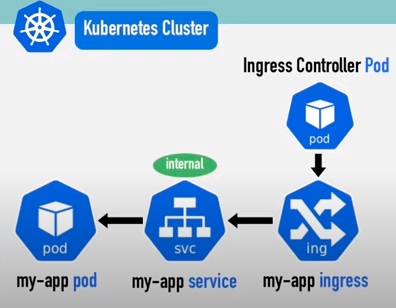 Kubernetes Cluster
Ingress Controller Pod
pod
internal
pod
svc
ing
my-app pod
my-app service
my-app ingress